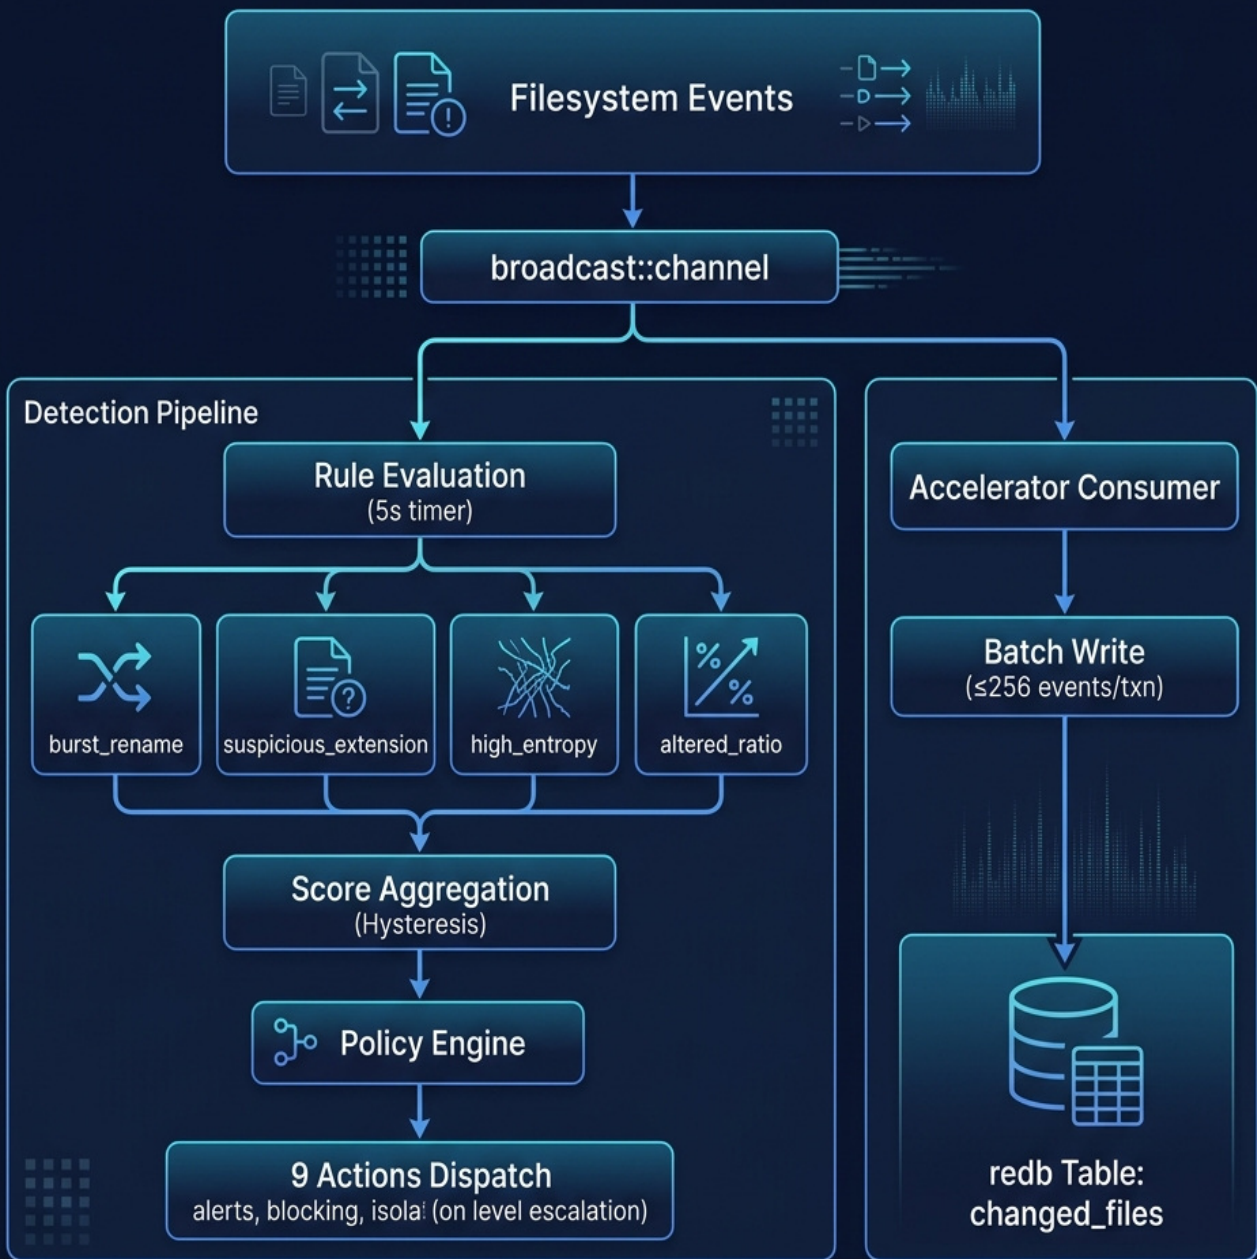 Filesystem Events
broadcast::channel
Detection Pipeline
Rule Evaluation
(5s timer)
burst_rename
suspicious_extension
high_entropy
altered_ratio
Score Aggregation
(Hysteresis)
Policy Engine
9 Actions Dispatch
alerts, blocking, (on level escalation)
Accelerator Consumer
Batch Write
(≤256 events/txn)
redb Table:
changed_files